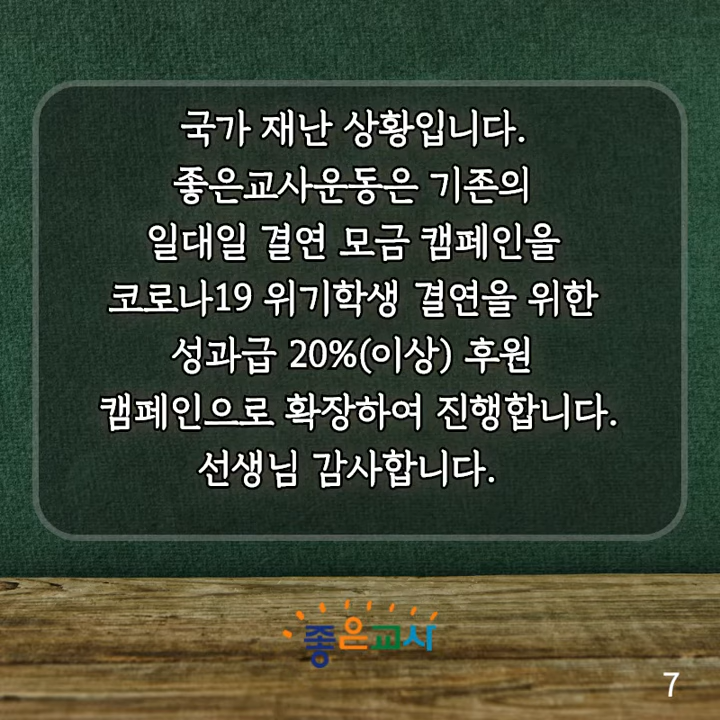 국가 재난 상황입니다.
좋은교사운동은 기존의
일대일 결연 모금 캠페인을
코로나19 위기학생 결연을 위한
성과급 20%(이상) 후원
캠페인으로 확장하여 진행합니다.
선생님 감사합니다.
좋은교사
7